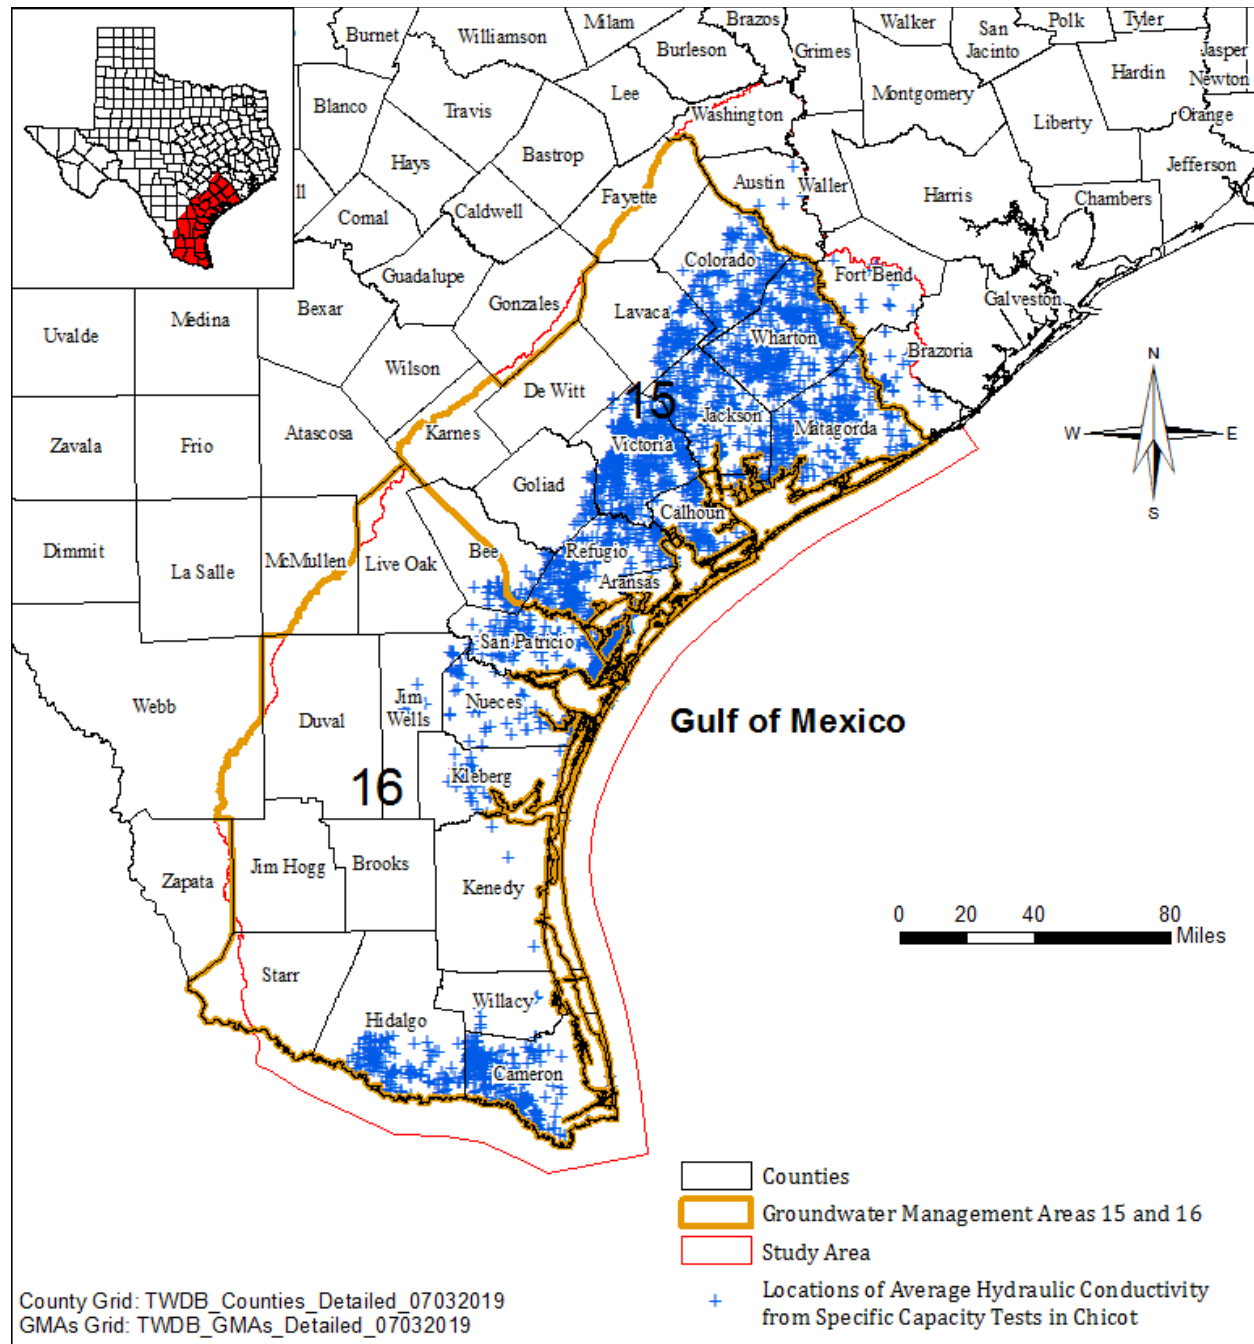 Burnet
Williamson
Milam
Brazos
Walker
Polk
Tyler
Burleson
Grimes
San
Jacinto
Jasper
Hardin
Newton
Blanco
Travis
Lee
Washington
Montgomery
Liberty
Orange
Hays
Bastrop
Jefferson
ll
Comal
Caldwell
Fayette
Austin
Waller
Harris
Chambers
Guadalupe
Colorado
Fort Bend
Galveston
Uvalde
Medina
Bexar
Gonzales
Lavaca
Wharton
Brazoria
Wilson
De Witt
15
Jackson
Zavala
Frio
Atascosa
Karnes
Victoria
Matagorda
Goliad
Calhoun
Dimmit
La Salle
McMullen
Live Oak
Bee
Refugio
Aransas
San Patricio
Webb
Duval
Jim
Wells
Nueces
Gulf of Mexico
16
Kleberg
Zapata
Jim Hogg
Brooks
Kenedy
Starr
Willacy
Hidalgo
Cameron
N
W
E
S
0 20 40 80
Miles
Counties
Groundwater Management Areas 15 and 16
Study Area
Locations of Average Hydraulic Conductivity
from Specific Capacity Tests in Chicot
County Grid: TWDB_Counties_Detailed_07032019
GMAs Grid: TWDB_GMAs_Detailed_07032019